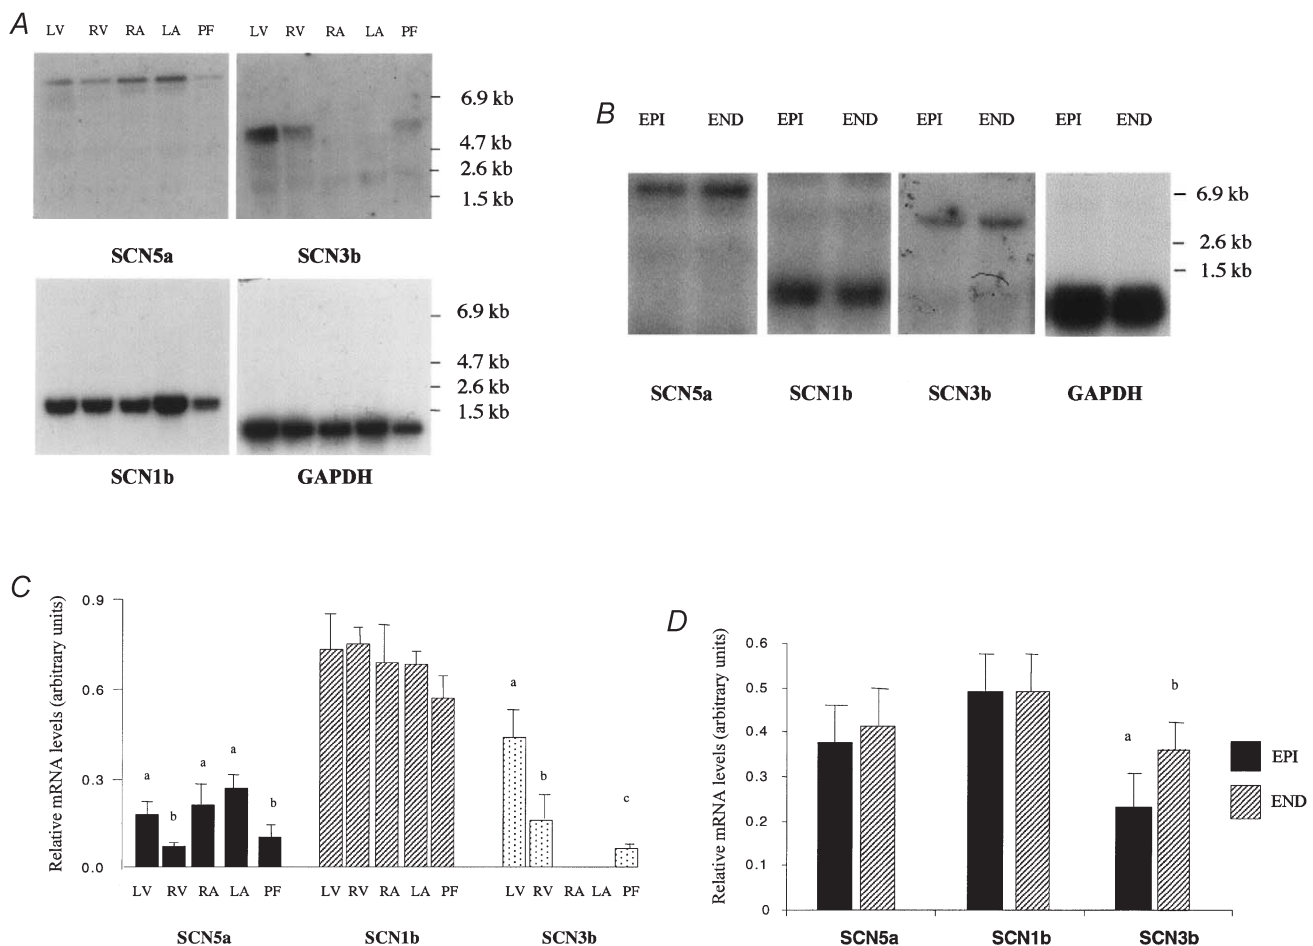 A
LV RV RA LA PF
LV RV RA LA PF
6.9 kb
4.7 kb
2.6 kb
1.5 kb
SCN5a
SCN3b
6.9 kb
4.7 kb
2.6 kb
1.5 kb
SCN1b
GAPDH
B
EPI END
EPI END
EPI END
EPI END
6.9 kb
2.6 kb
1.5 kb
SCN5a
SCN1b
SCN3b
GAPDH
C
Relative mRNA levels (arbitrary units)
0.9
0.6
0.3
0.0
a b a a b
a b c
LV RV RA LA PF
LV RV RA LA PF
LV RV RA LA PF
SCN5a
SCN1b
SCN3b
D
Relative mRNA levels (arbitrary units)
0.6
0.5
0.4
0.3
0.2
0.1
0
a b
EPI
END
SCN5a
SCN1b
SCN3b